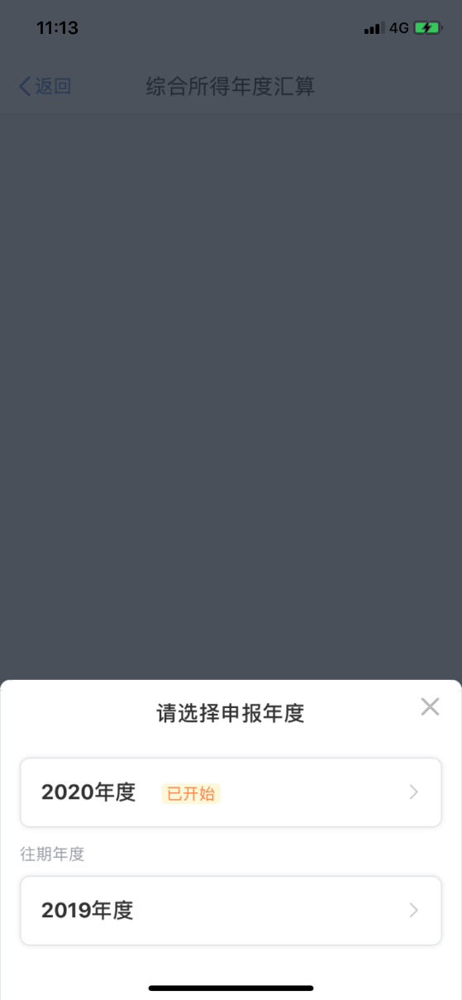 11:13 4G
返回 综合所得年度汇算
请选择申报年度
2020年度 已开始
往期年度
2019年度